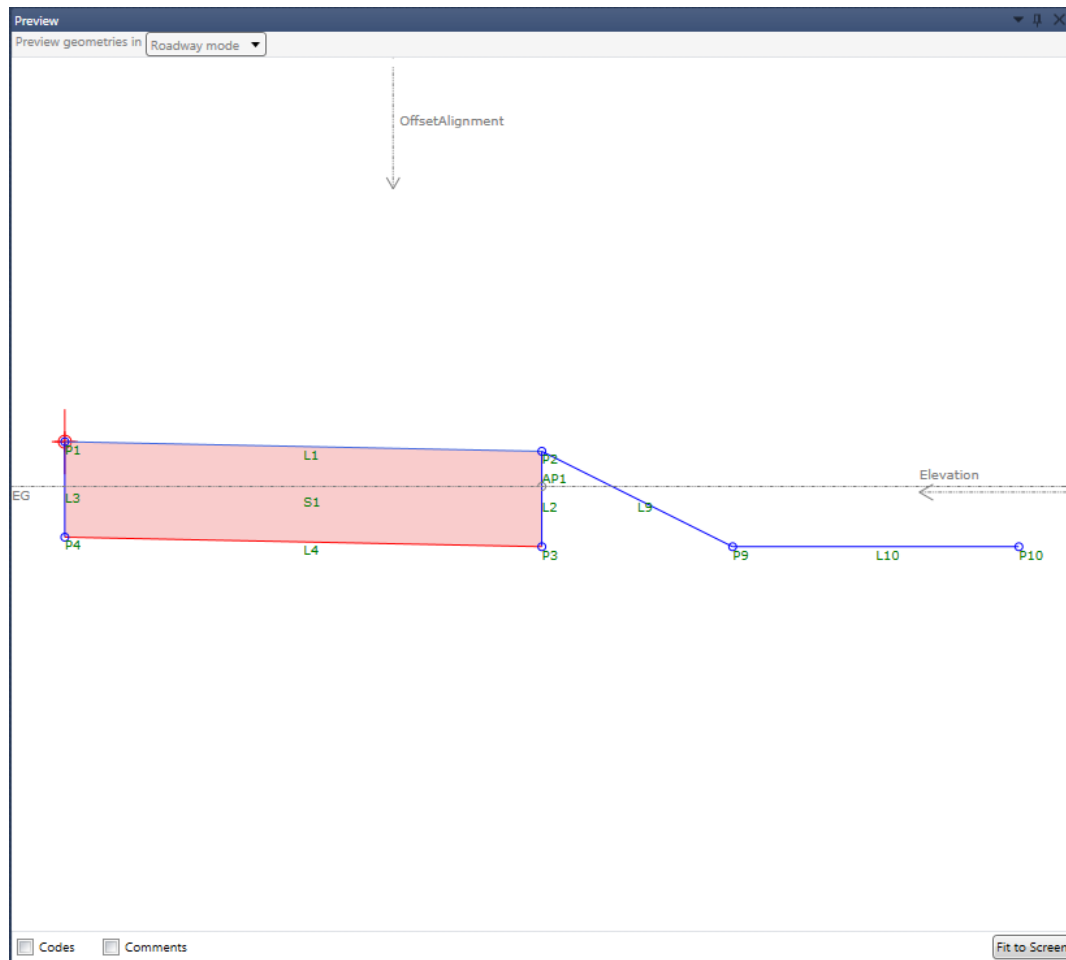 Preview
Preview geometries in Roadway mode
OffsetAlignment
P1
L1
P2
AP1
Elevation
EG
L3
S1
L2
L9
P4
L4
P3
P9
L10
P10
Codes
Comments
Fit to Screen